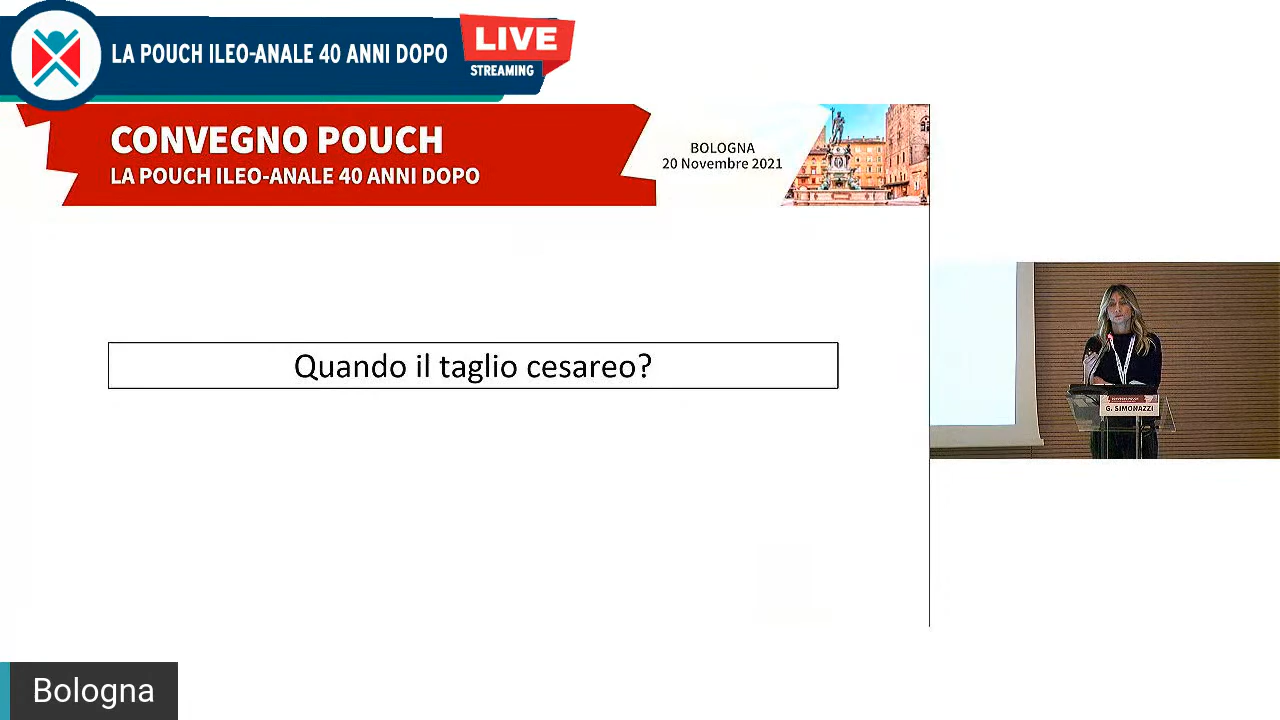 LA POUCH ILEO-ANALE 40 ANNI DOPO
LIVE
STREAMING
CONVEGNO POUCH
LA POUCH ILEO-ANALE 40 ANNI DOPO
BOLOGNA
20 Novembre 2021
Quando il taglio cesareo?
G. SIMONAZZI
Bologna